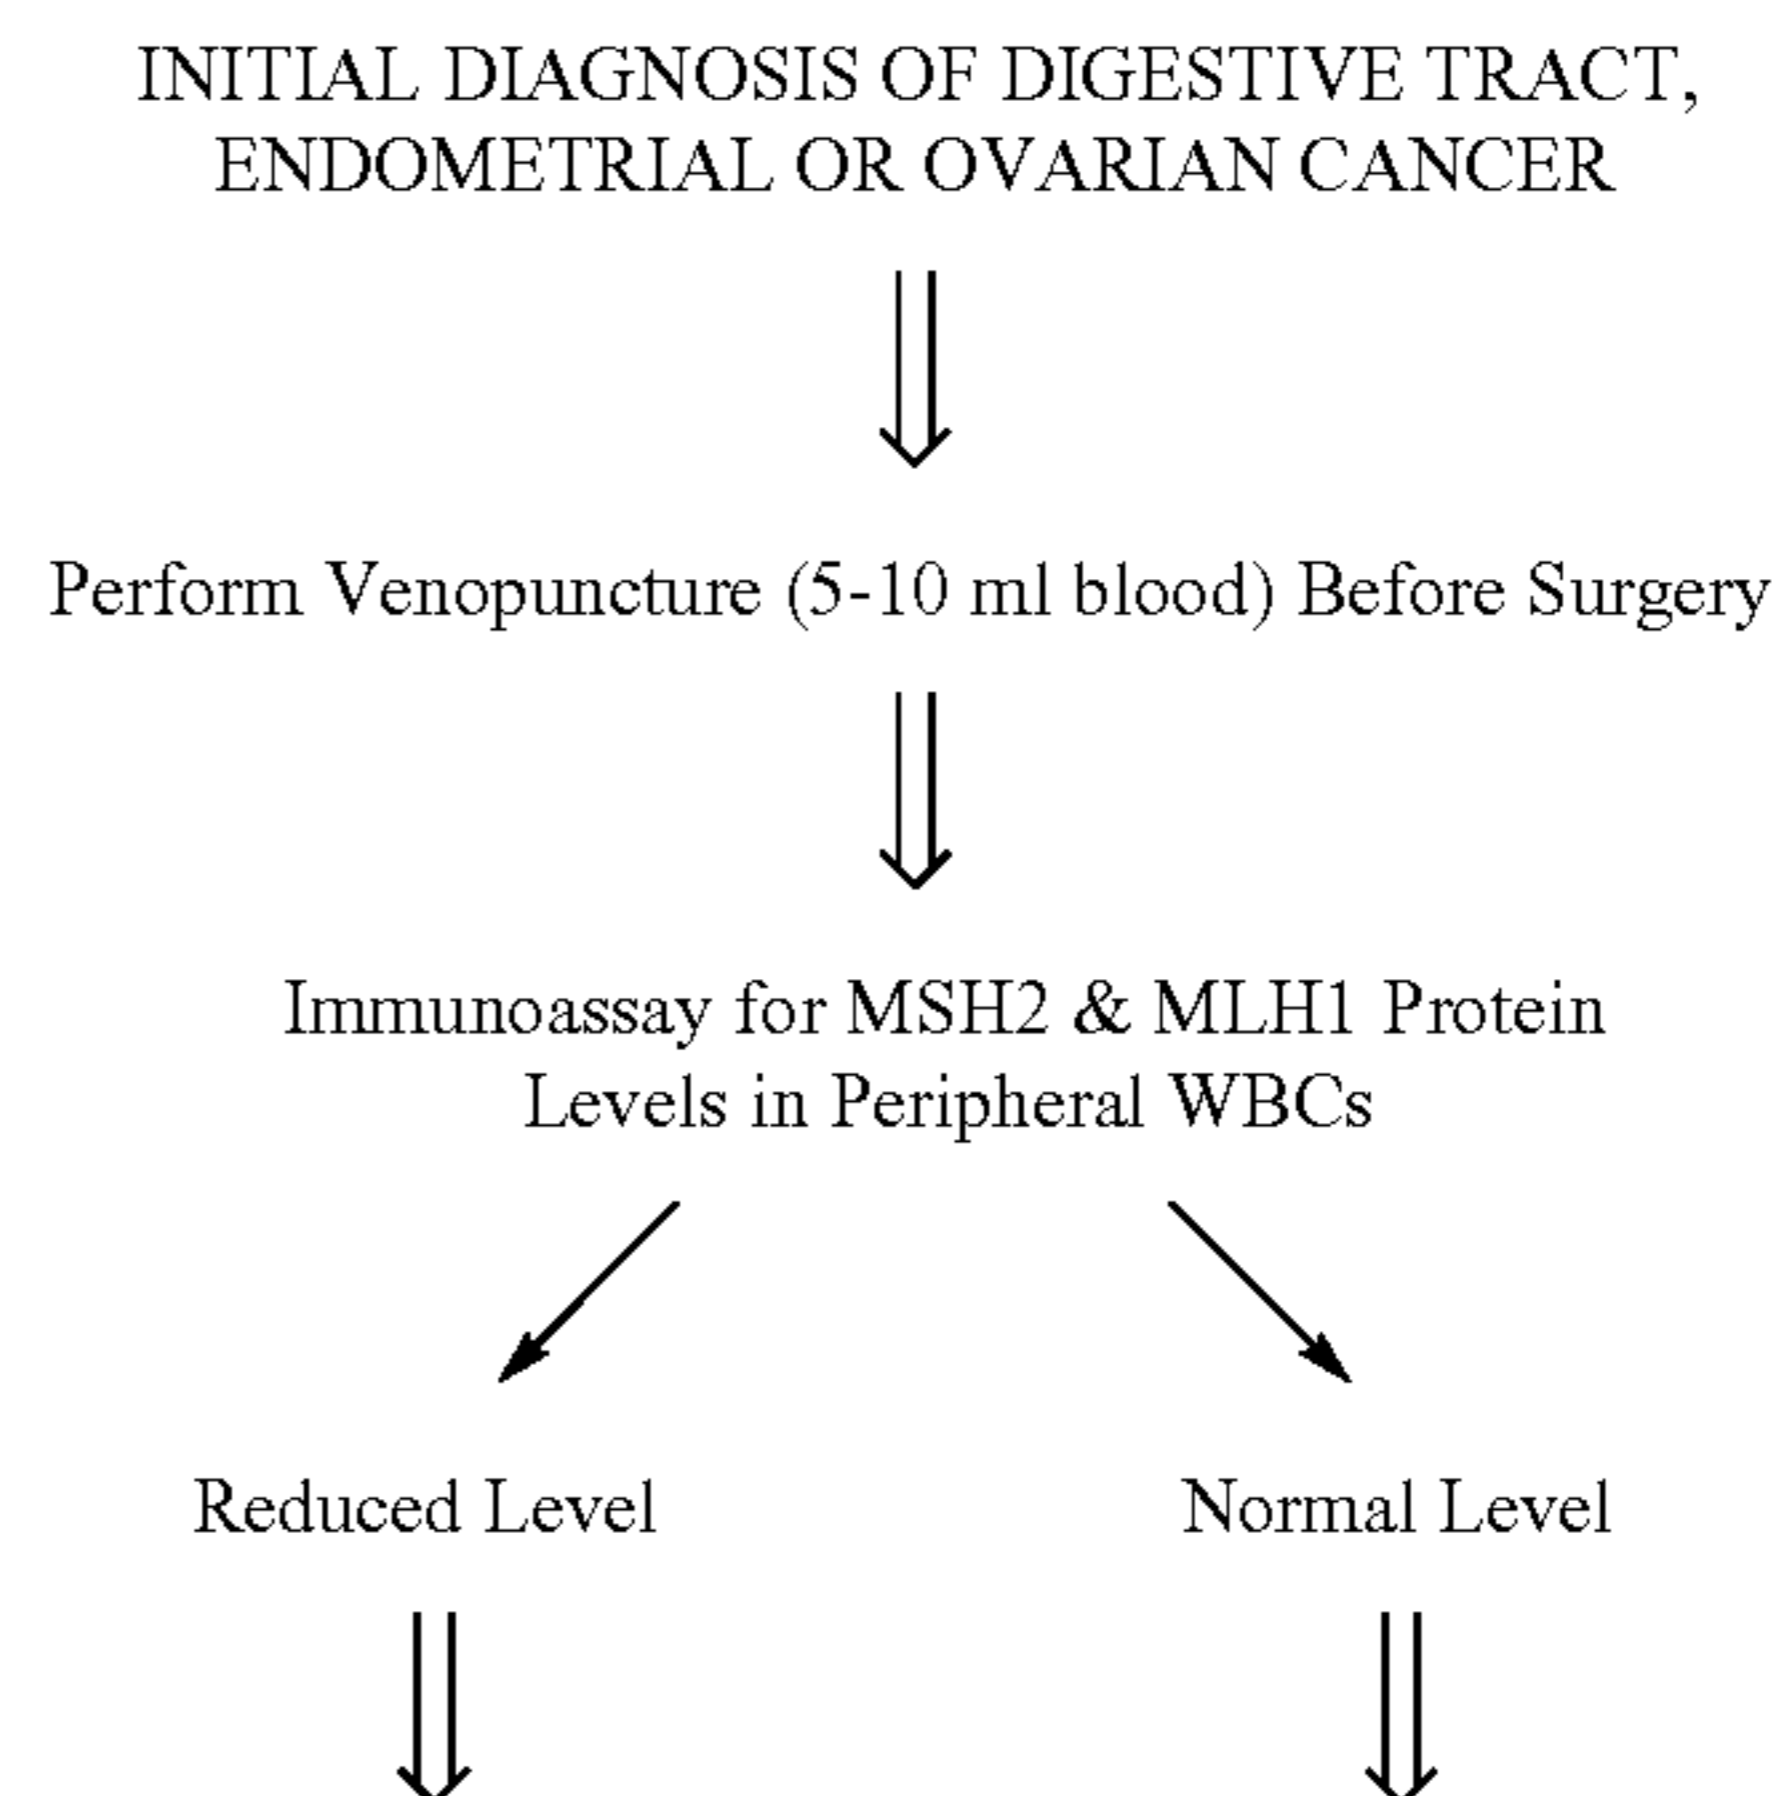 INITIAL DIAGNOSIS OF DIGESTIVE TRACT,
ENDOMETRIAL OR OVARIAN CANCER
Perform Venopuncture (5-10 ml blood) Before Surgery
Immunoassay for MSH2 & MLH1 Protein
Levels in Peripheral WBCs
Reduced Level
Normal Level